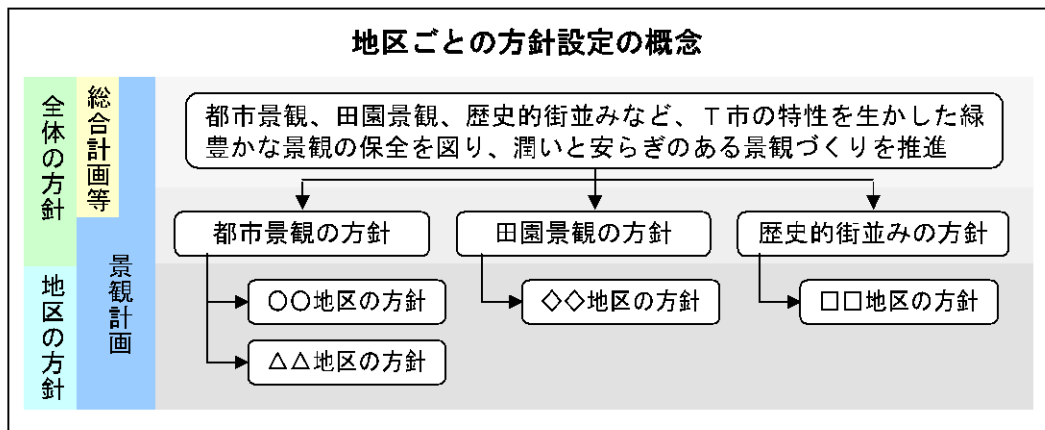 地区ごとの方針設定の概念
全体の方針
総合計画等
都市景観、田園景観、歴史的街並みなど、Ｔ市の特性を生かした緑
豊かな景観の保全を図り、潤いと安らぎのある景観づくりを推進
都市景観の方針
田園景観の方針
歴史的街並みの方針
地区の方針
景観計画
〇〇地区の方針
◇◇地区の方針
□□地区の方針
△△地区の方針